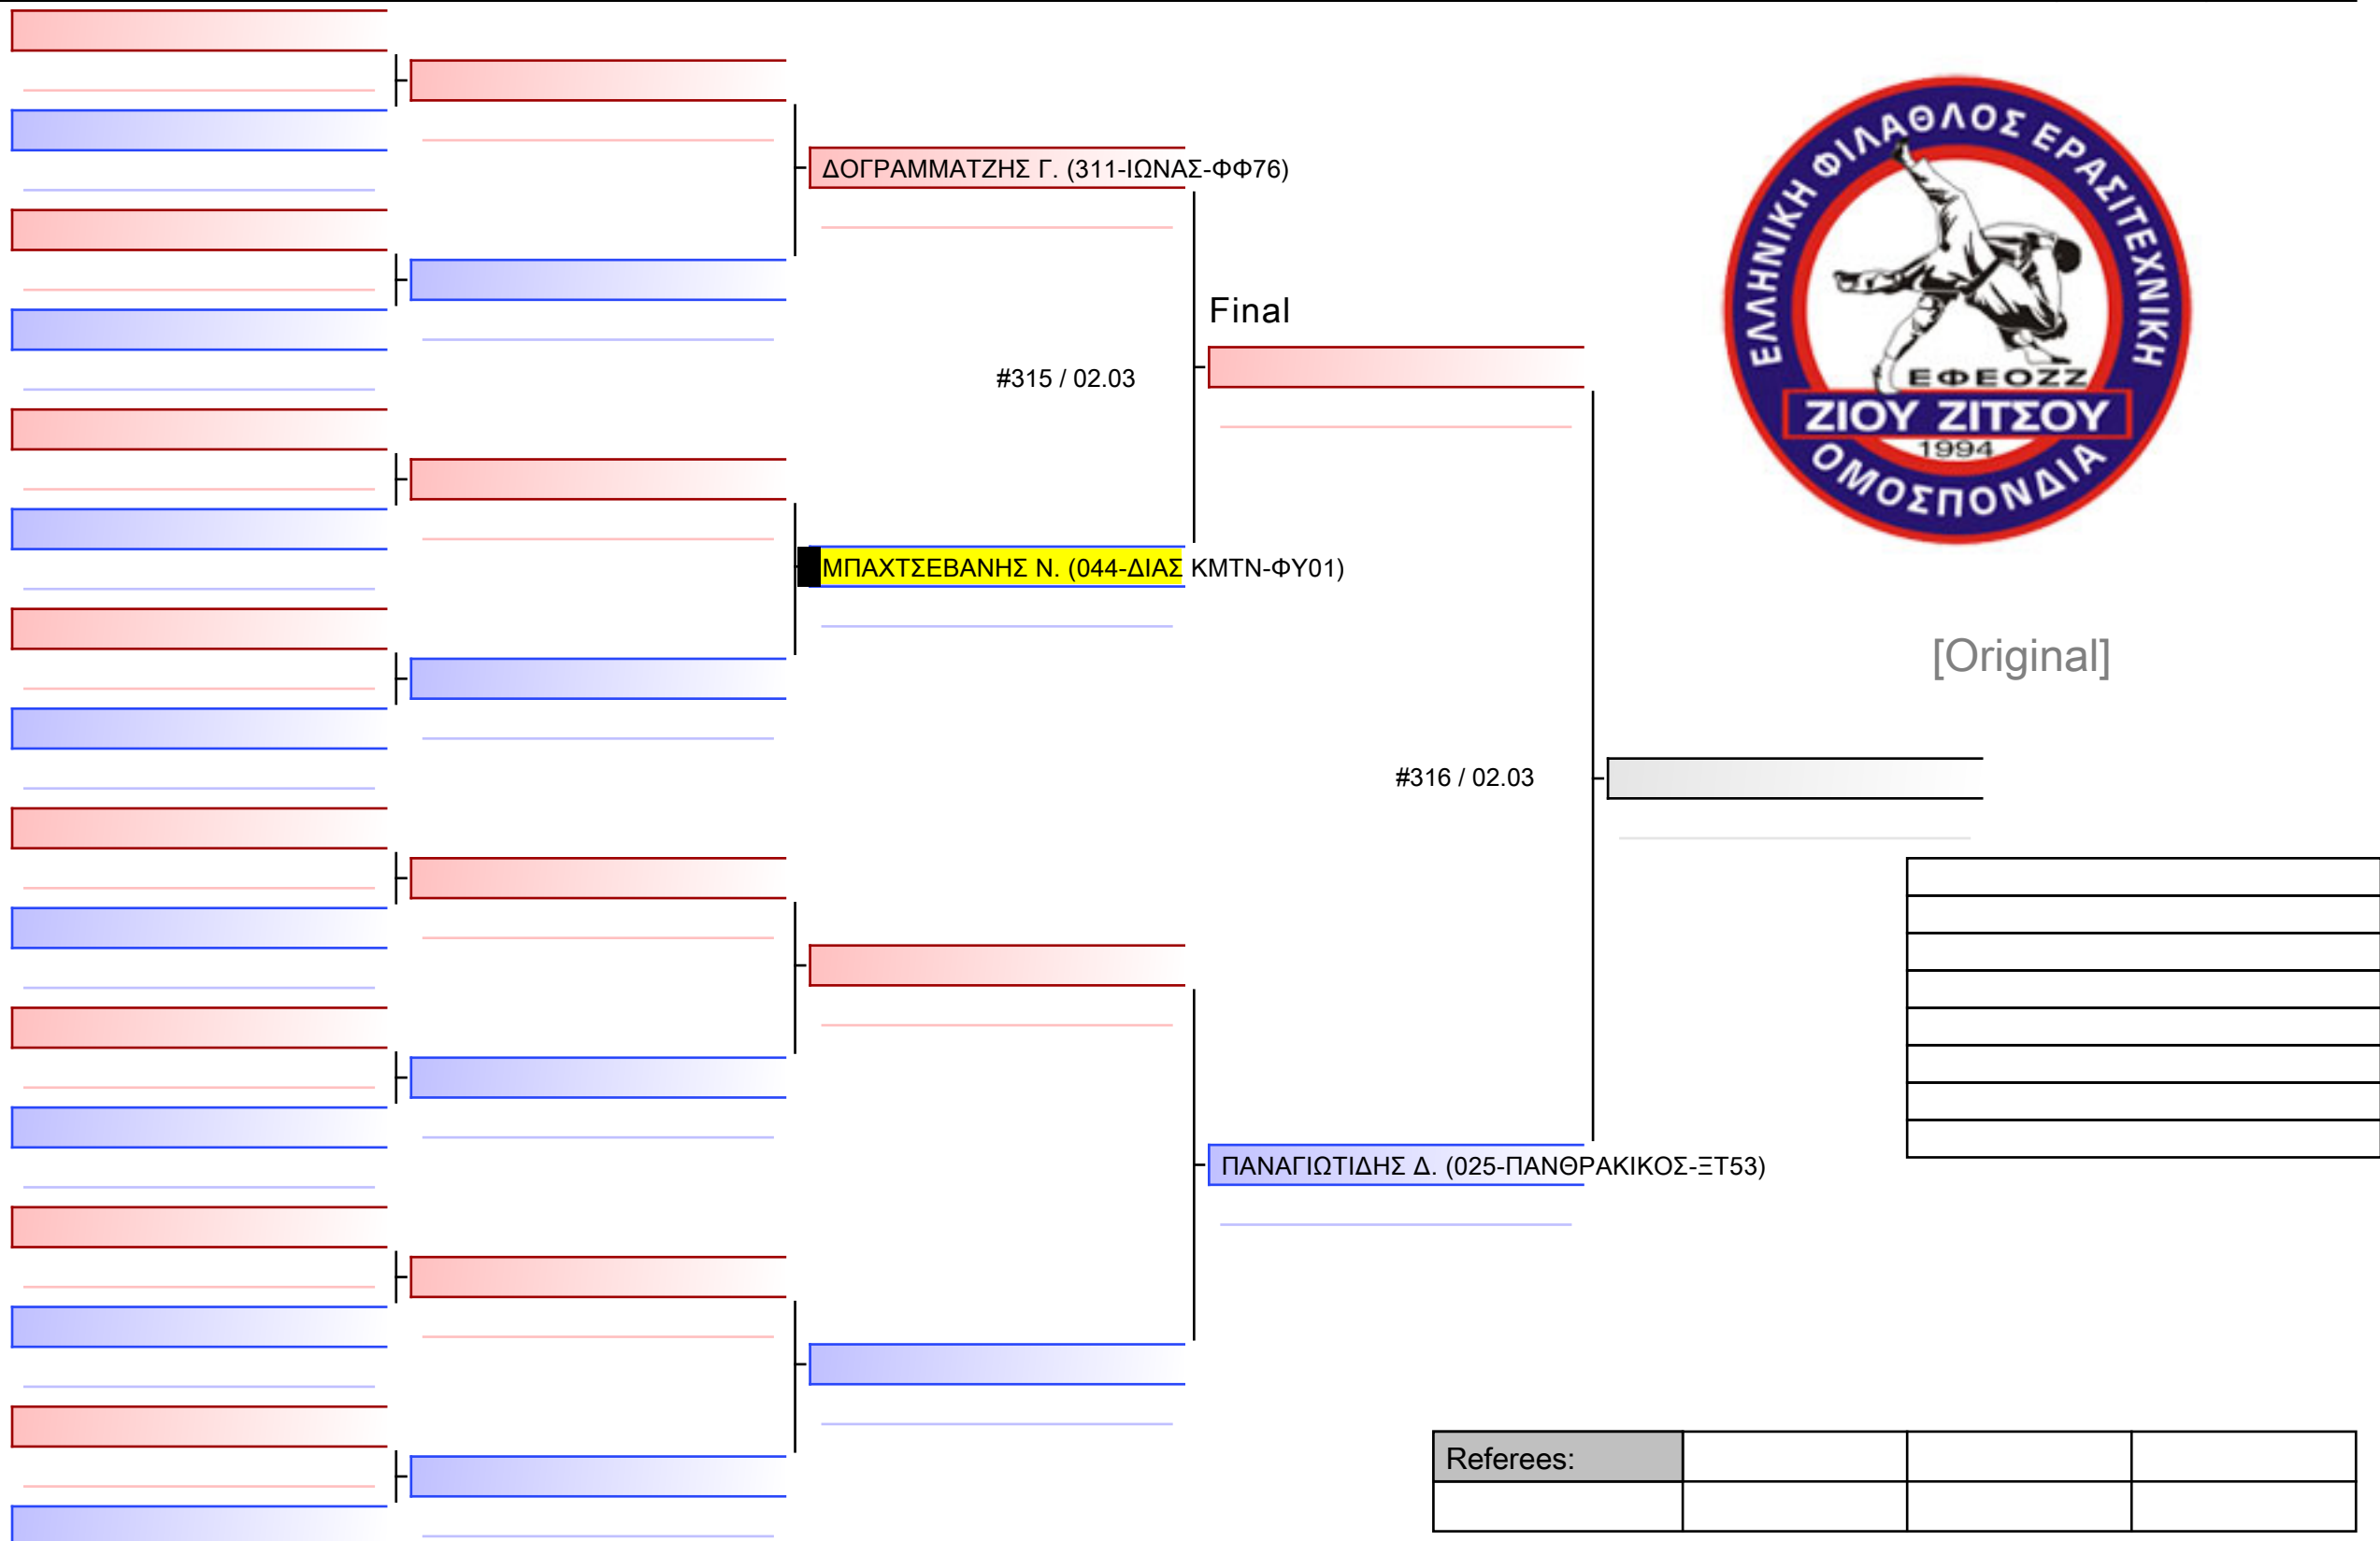 ΔΟΓΡΑΜΜΑΤΖΗΣ Γ. (311-ΙΩΝΑΣ-ΦΦ76)
Final
#315 / 02.03
ΜΠΑΧΤΣΕΒΑΝΗΣ Ν. (044-ΔΙΑΣ ΚΜΤΝ-ΦΥ01)
ΕΛΛΗΝΙΚΗ ΦΙΛΑΘΛΟΣ ΕΡΑΣΙΤΕΧΝΙΚΗ
ΕΦΕΟΖΖ
ΖΙΟΥ ΖΙΤΣΟΥ
1994
ΟΜΟΣΠΟΝΔΙΑ
[Original]
#316 / 02.03
ΠΑΝΑΓΙΩΤΙΔΗΣ Δ. (025-ΠΑΝΘΡΑΚΙΚΟΣ-ΞΤ53)
Referees: